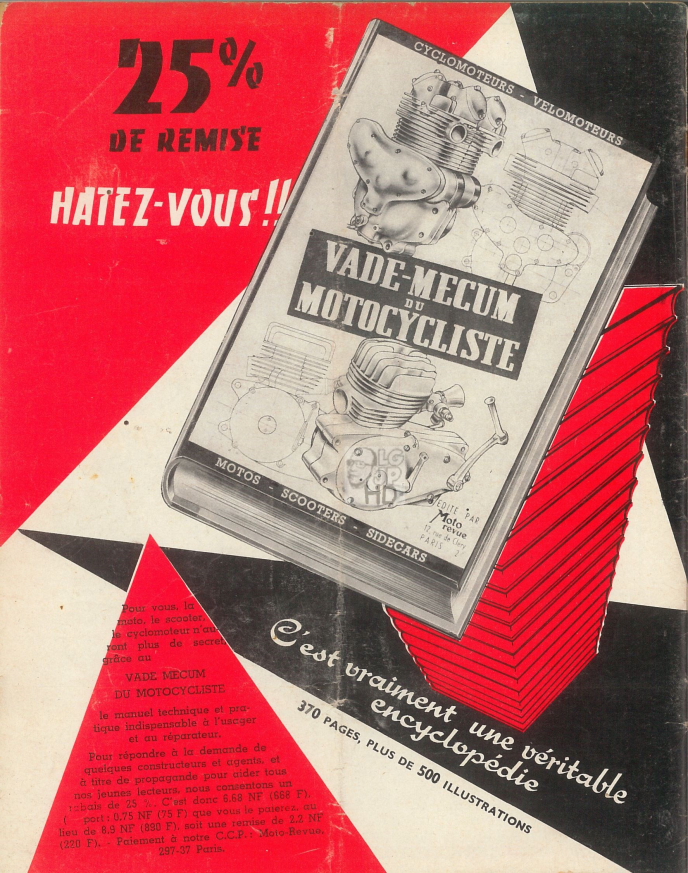 25%
DE REMISE
HATEZ-VOUS!!
CYCLOMOTEURS - VELOMOTEURS
VADE-MECUM
DU
MOTOCYCLISTE
MOTOS - SCOOTERS - SIDECARS
EDITÉ PAR
Moto
revue
12, rue de Cléry
PARIS 2e
Pour vous, la
moto, le scooter,
le cyclomoteur n'au-
ront plus de secret
grâce au
VADE MECUM
DU MOTOCYCLISTE
le manuel technique et pra-
tique indispensable à l'usager
et au réparateur.
Pour répondre à la demande de
quelques constructeurs et agents, et
à titre de propagande pour aider tous
nos jeunes lecteurs, nous consentons un
rabais de 25 %. C'est donc 6.68 NF (668 F).
( port : 0.75 NF (75 F) que vous le paierez, au
lieu de 8.9 NF (890 F), soit une remise de 2.2 NF
(220 F). - Paiement à notre C.C.P. : Moto-Revue,
297-37 Paris.
C'est vraiment une véritable
encyclopédie
370 PAGES, PLUS DE 500 ILLUSTRATIONS